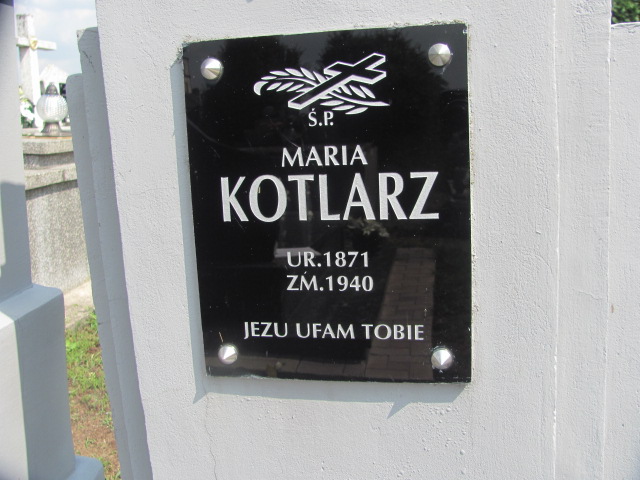 Ś.P.
MARIA
KOTLARZ
UR.1871
ZM.1940
JEZU UFAM TOBIE